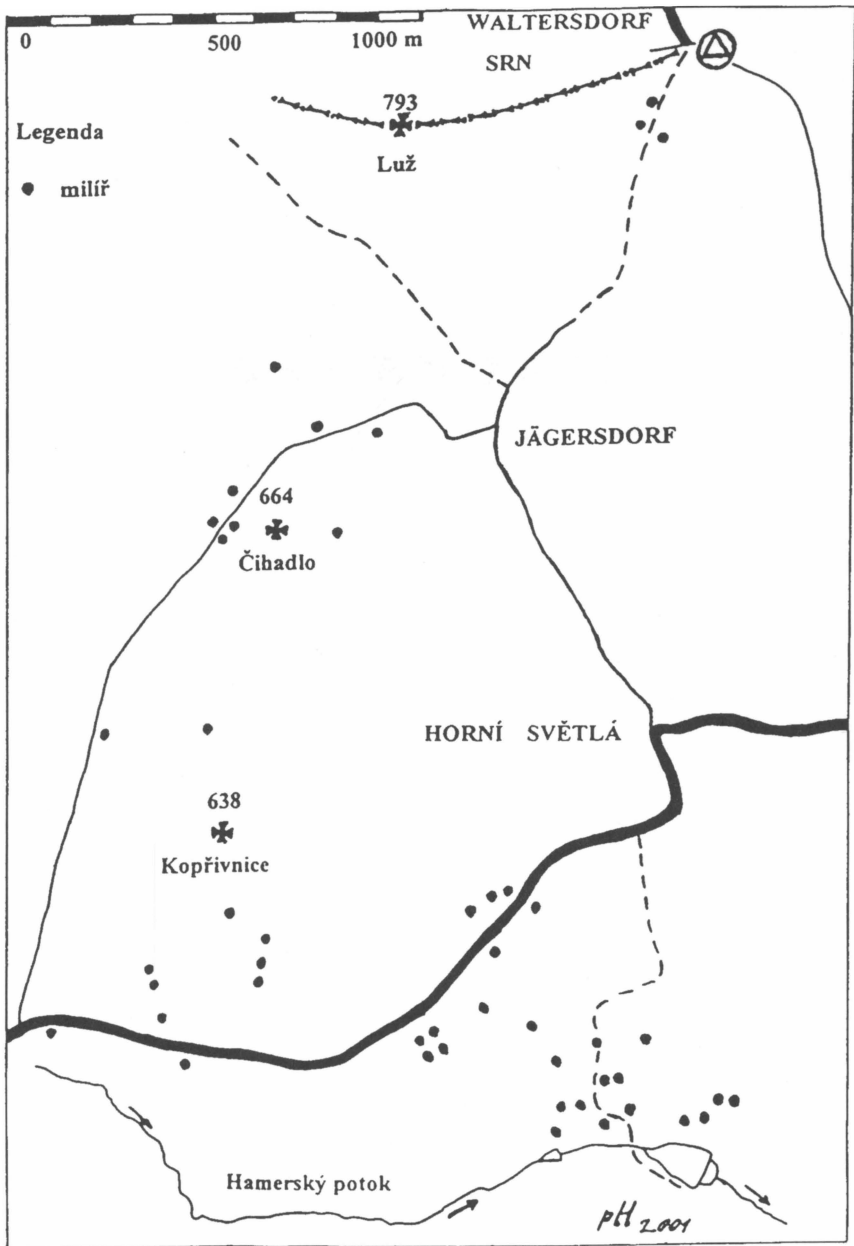 0 500 1000 m
WALTERSDORF
SRN
793
Luž
Legenda
milíř
JÄGERSDORF
664
Čihadlo
HORNÍ SVĚTLÁ
638
Kopřivnice
Hamerský potok
pH 2001